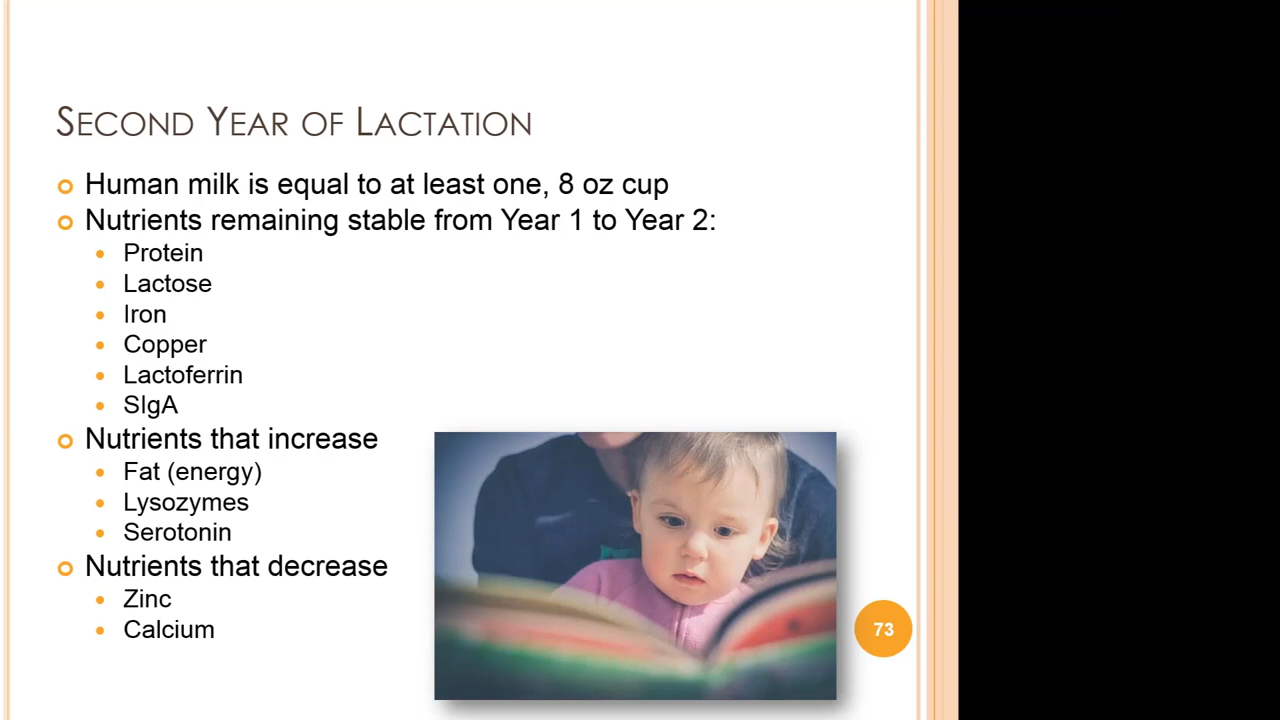 Second Year of Lactation
Human milk is equal to at least one, 8 oz cup
Nutrients remaining stable from Year 1 to Year 2:
Protein
Lactose
Iron
Copper
Lactoferrin
SIgA
Nutrients that increase
Fat (energy)
Lysozymes
Serotonin
Nutrients that decrease
Zinc
Calcium
73